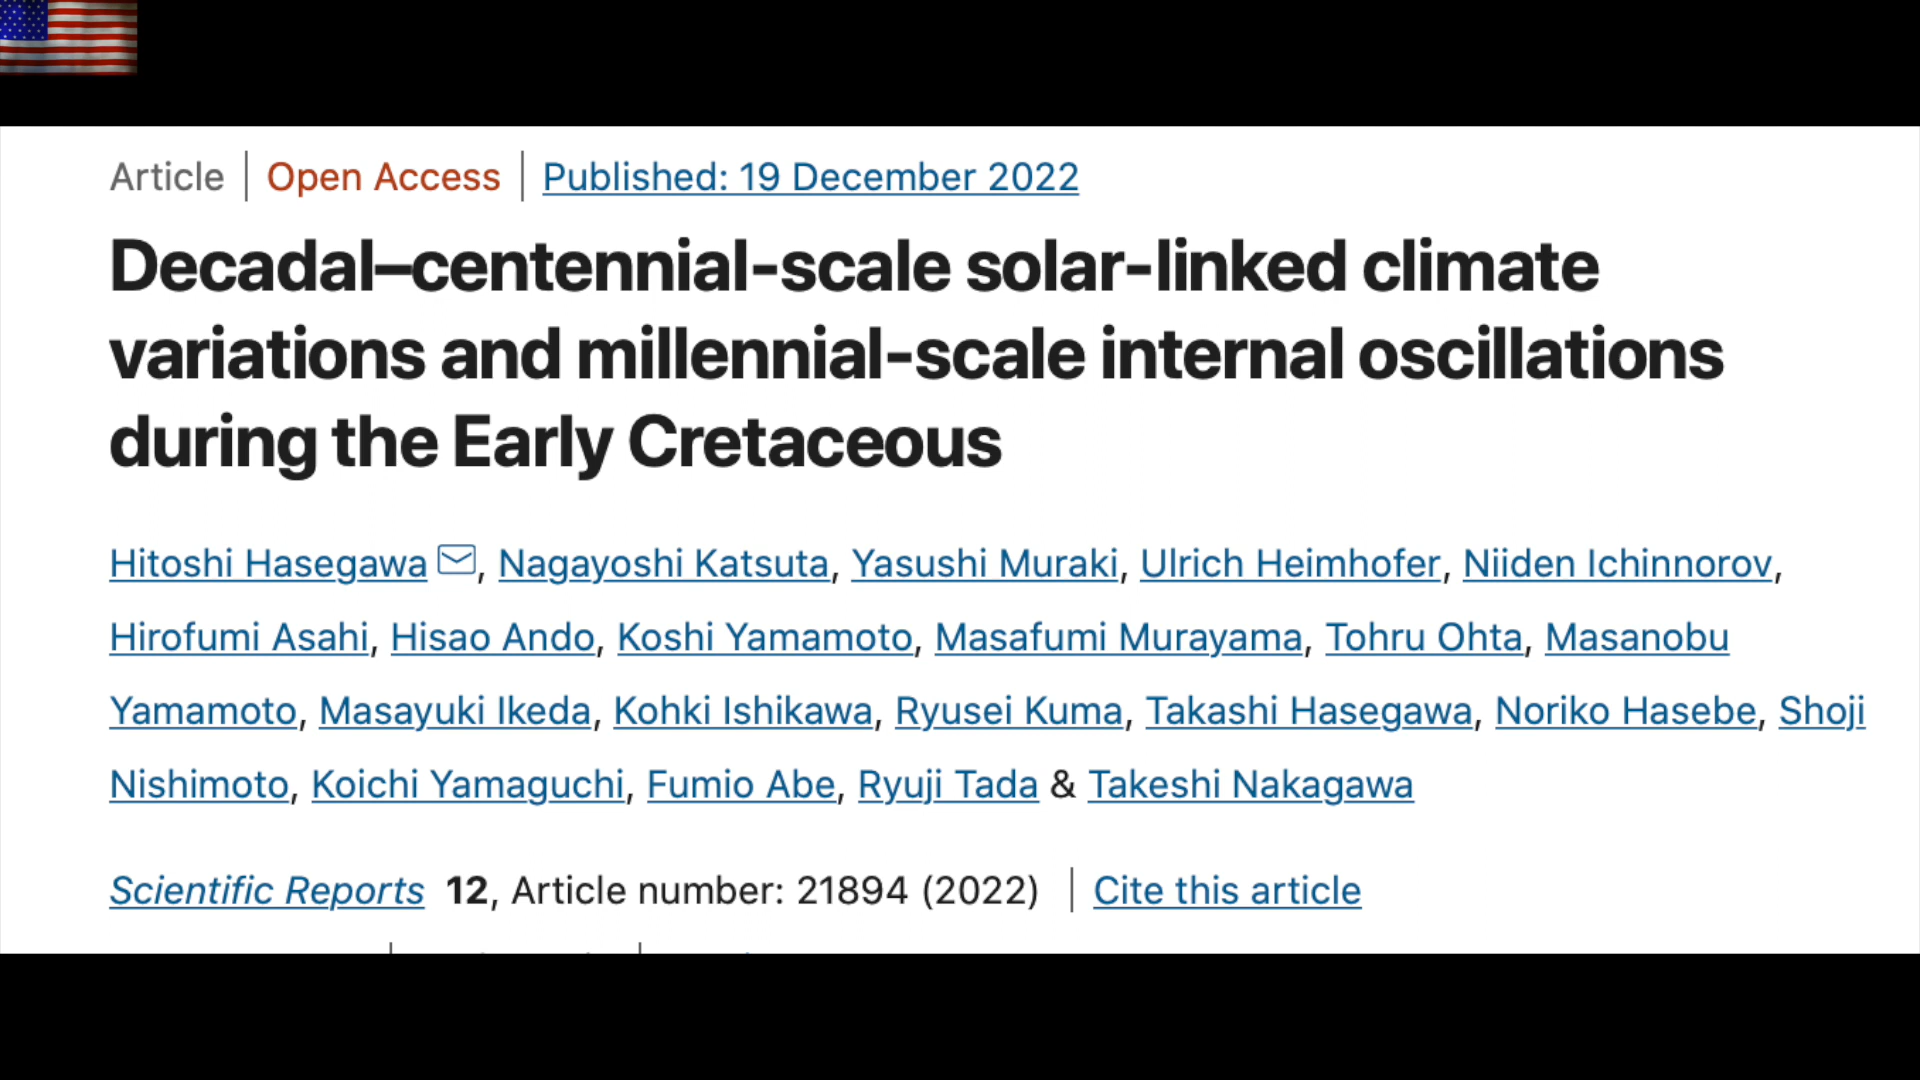 Article | Open Access | Published: 19 December 2022
Decadal–centennial-scale solar-linked climate
variations and millennial-scale internal oscillations
during the Early Cretaceous
Hitoshi Hasegawa, Nagayoshi Katsuta, Yasushi Muraki, Ulrich Heimhofer, Niiden Ichinnorov,
Hirofumi Asahi, Hisao Ando, Koshi Yamamoto, Masafumi Murayama, Tohru Ohta, Masanobu
Yamamoto, Masayuki Ikeda, Kohki Ishikawa, Ryusei Kuma, Takashi Hasegawa, Noriko Hasebe, Shoji
Nishimoto, Koichi Yamaguchi, Fumio Abe, Ryuji Tada & Takeshi Nakagawa
Scientific Reports 12, Article number: 21894 (2022) | Cite this article